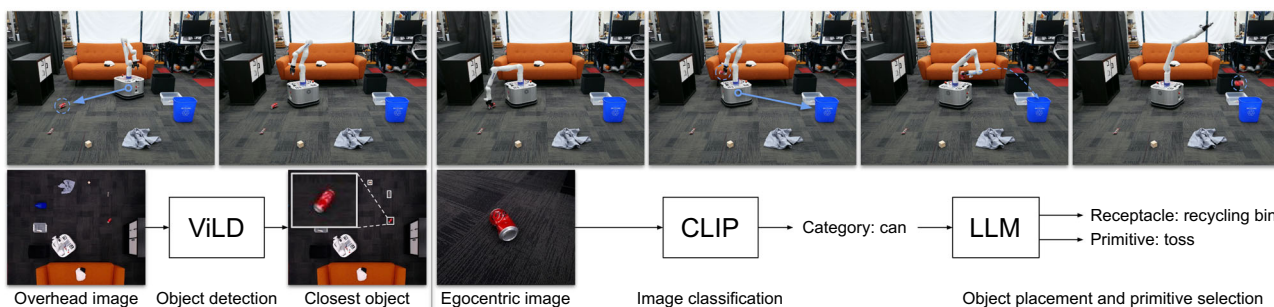 ViLD
CLIP
Category: can
LLM
Receptacle: recycling bin
Primitive: toss
Overhead image
Object detection
Closest object
Egocentric image
Image classification
Object placement and primitive selection